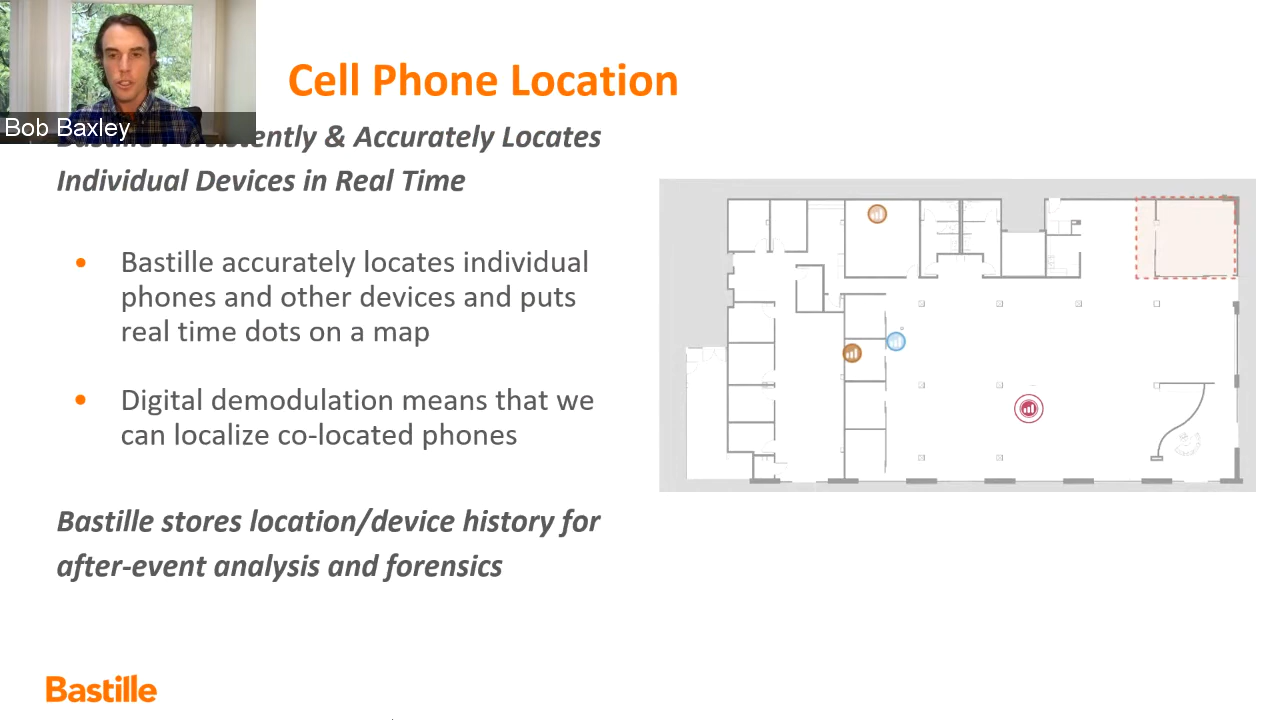 Cell Phone Location
Bob Baxley
Persistently & Accurately Locates
Individual Devices in Real Time
• Bastille accurately locates individual
phones and other devices and puts
real time dots on a map
• Digital demodulation means that we
can localize co-located phones
Bastille stores location/device history for
after-event analysis and forensics
Bastille